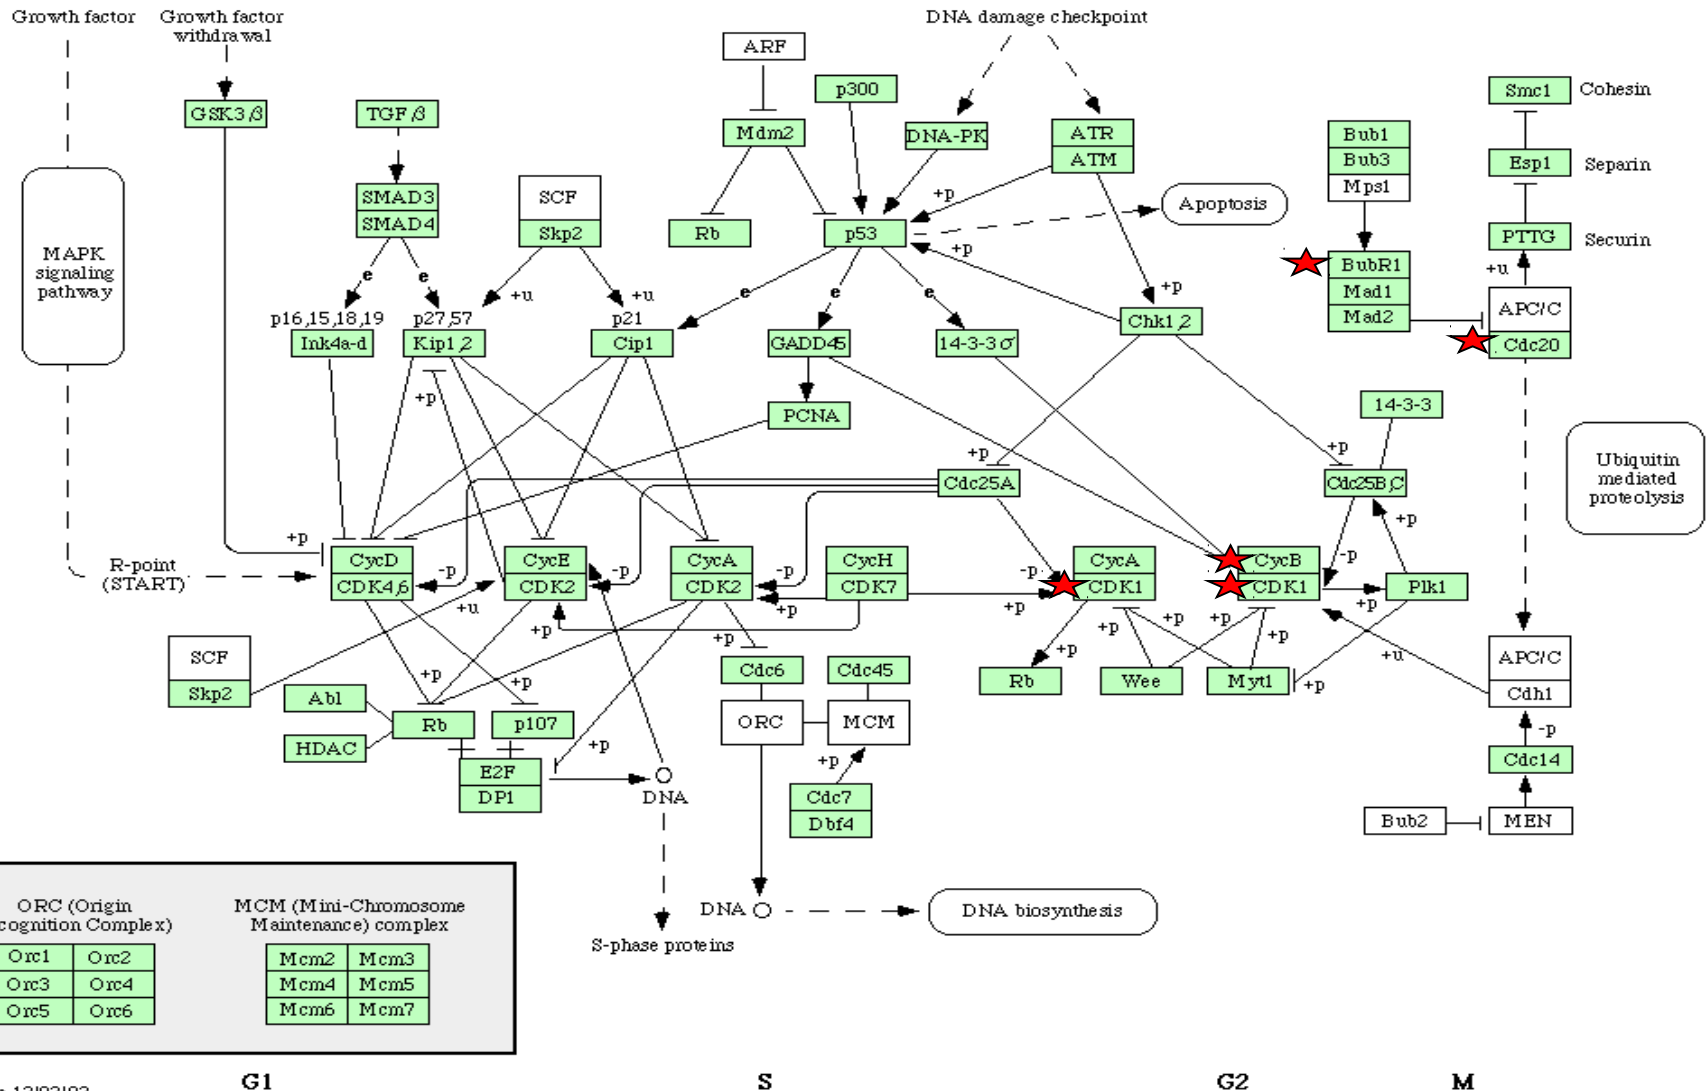 Growth factor
Growth factor
withdrawal
DNA damage checkpoint
ARF
p300
Smc1
Cohesin
GSK3β
TGFβ
Mdm2
DNA-PK
ATR
ATM
Bub1
Bub3
Mps1
Esp1
Separin
SMAD3
SMAD4
SCF
Skp2
Rb
p53
+p
Apoptosis
PTTG
Securin
MAPK
signaling
pathway
e
e
+u
+u
e
e
e
+p
+p
BubR1
Mad1
Mad2
+u
APC/C
Cdc20
p16,15,18,19
Ink4a-d
p27,57
Kip1,2
p21
Cip1
GADD45
14-3-3σ
Chk1,2
+p
PCNA
14-3-3
+p
+p
Cdc25A
Cdc25B,C
Ubiquitin
mediated
proteolysis
+p
+p
R-point
(START)
CycD
CDK4,6
-p
CycE
CDK2
-p
CycA
CDK2
-p
CycH
CDK7
-p
CycA
CDK1
CycB
CDK1
-p
Plk1
+u
+p
+p
+p
+p
+p
+p
+p
+p
+p
+p
+u
+p
SCF
Skp2
+p
+p
Cdc6
Cdc45
Rb
Wee
Myt1
APC/C
Cdh1
Abl
HDAC
Rb
p107
+p
ORC
MCM
-p
E2F
DP1
DNA
+p
Cdc7
Dbf4
Cdc14
Bub2
MEN
ORC (Origin
cognition Complex)
Orc1
Orc2
Orc3
Orc4
Orc5
Orc6
MCM (Mini-Chromosome
Maintenance) complex
Mcm2
Mcm3
Mcm4
Mcm5
Mcm6
Mcm7
DNA
DNA biosynthesis
S-phase proteins
G1
S
G2
M